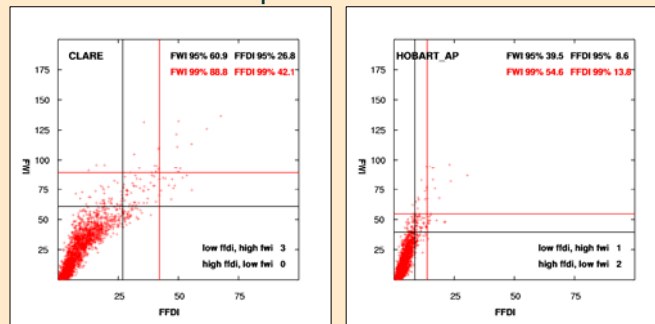 CLARE
FWI 95% 60.9 FFDI 95% 26.8
FWI 99% 88.8 FFDI 99% 42.1
175
150
125
100
75
50
25
FWI
low ffdi, high fwi 3
high ffdi, low fwi 0
25 50 75
FFDI
HOBART_AP
FWI 95% 39.5 FFDI 95% 8.6
FWI 99% 54.6 FFDI 99% 13.8
175
150
125
100
75
50
25
FWI
low ffdi, high fwi 1
high ffdi, low fwi 2
25 50 75
FFDI